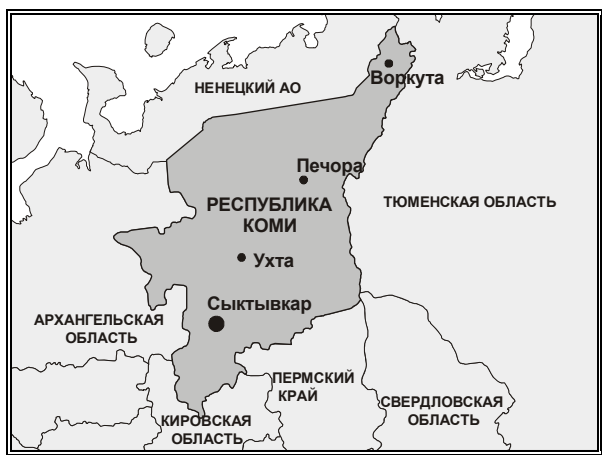 Воркута
НЕНЕЦКИЙ АО
Печора
РЕСПУБЛИКА
КОМИ
ТЮМЕНСКАЯ ОБЛАСТЬ
Ухта
Сыктывкар
АРХАНГЕЛЬСКАЯ
ОБЛАСТЬ
ПЕРМСКИЙ
КРАЙ
СВЕРДЛОВСКАЯ
ОБЛАСТЬ
КИРОВСКАЯ
ОБЛАСТЬ